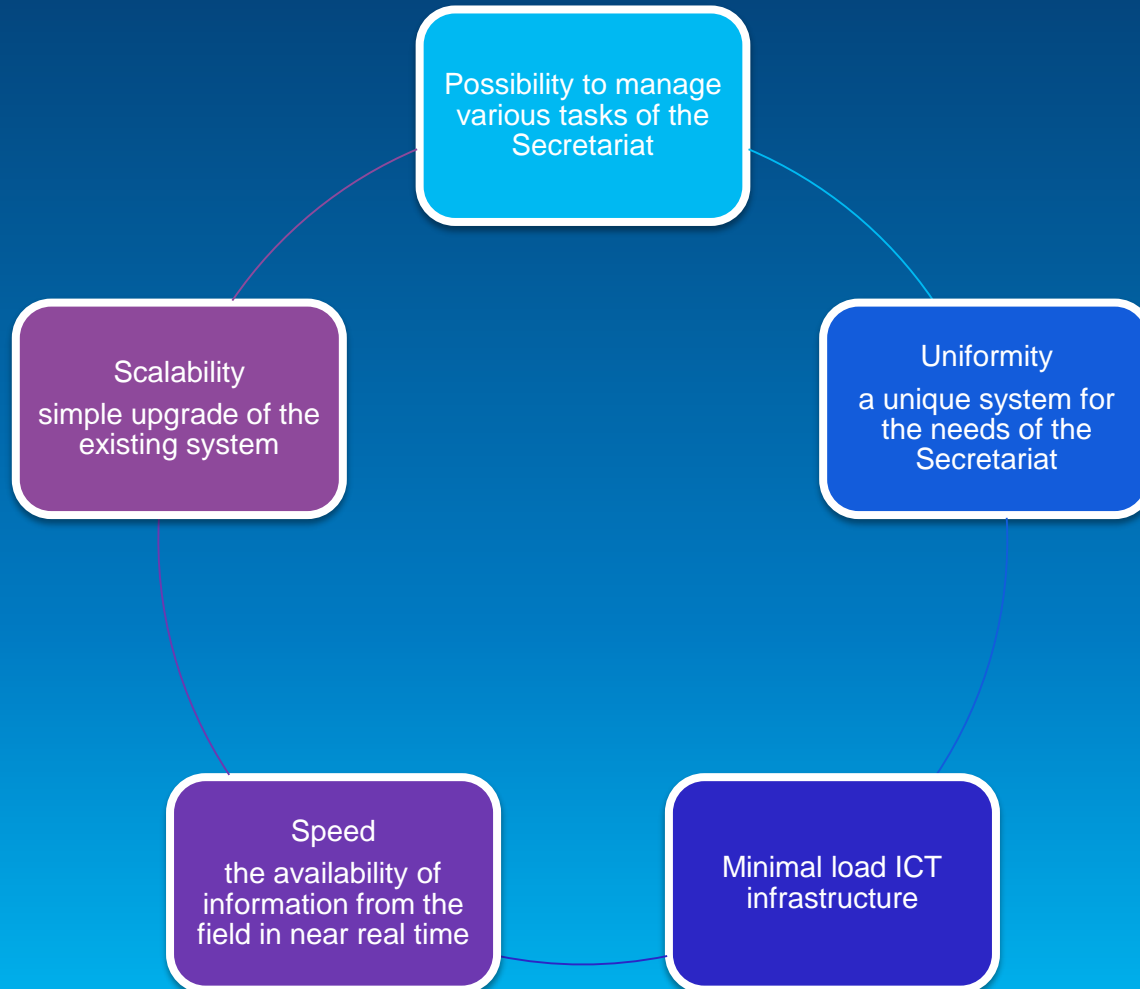 Possibility to manage
various tasks of the
Secretariat
Uniformity
a unique system for
the needs of the
Secretariat
Minimal load ICT
infrastructure
Speed
the availability of
information from the
field in near real time
Scalability
simple upgrade of the
existing system